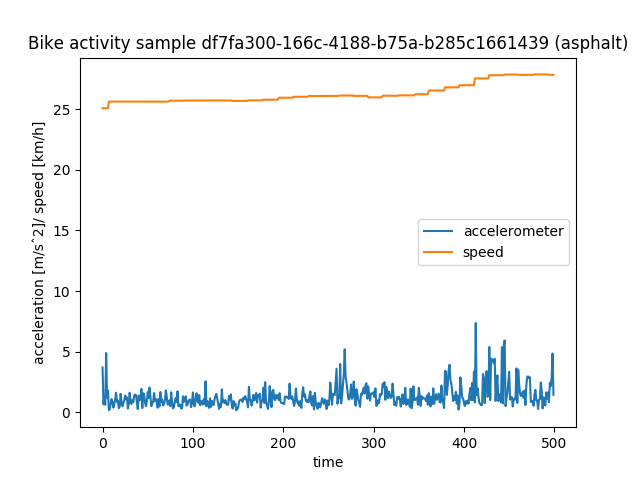 Bike activity sample df7fa300-166c-4188-b75a-b285c1661439 (asphalt)
acceleration [m/s^2]/ speed [km/h]
25
20
15
10
5
0
accelerometer
speed
0 100 200 300 400 500
time